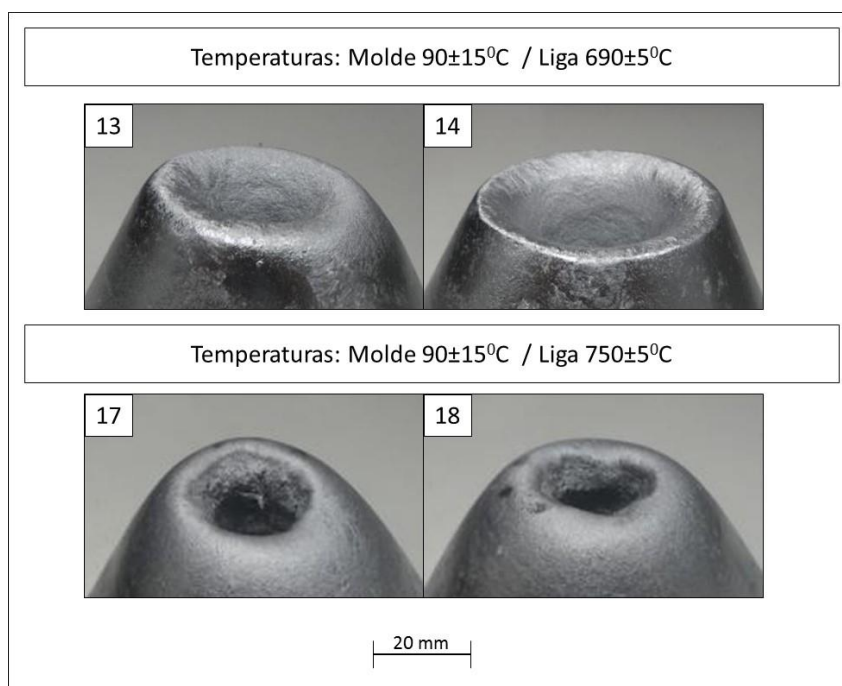 Temperaturas: Molde 90±15⁰C / Liga 690±5⁰C
13
14
Temperaturas: Molde 90±15⁰C / Liga 750±5⁰C
17
18
20 mm